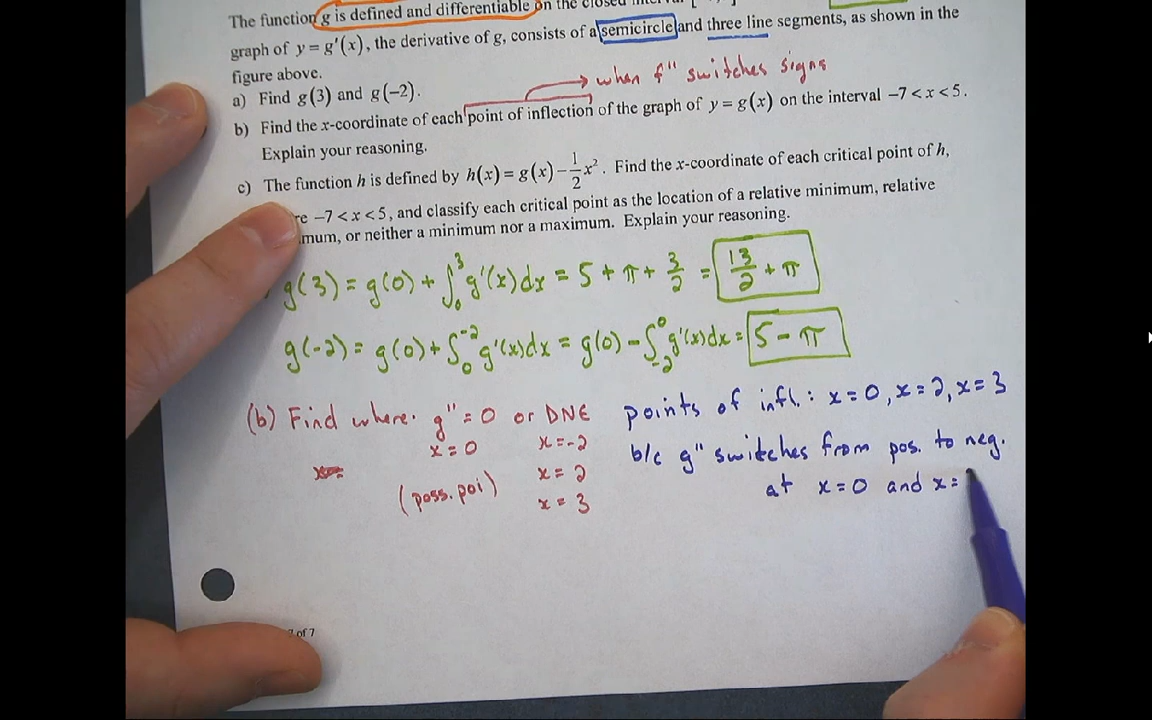 The function g is defined and differentiable on the closed
graph of y = g′(x), the derivative of g, consists of a semicircle and three line segments, as shown in the
figure above.
when f" switches signs
a) Find g(3) and g(−2).
b) Find the x-coordinate of each point of inflection of the graph of y = g(x) on the interval −7 < x < 5.
Explain your reasoning.
c) The function h is defined by h(x) = g(x) − 1/2 x². Find the x-coordinate of each critical point of h,
re −7 < x < 5, and classify each critical point as the location of a relative minimum, relative
mum, or neither a minimum nor a maximum. Explain your reasoning.
g(3) = g(0) + ∫₀³ g'(x)dx = 5 + π + 3/2 = 13/2 + π
g(-2) = g(0) + ∫₀⁻² g'(x)dx = g(0) - ∫₋₂⁰ g'(x)dx = 5 - π
(b) Find where g" = 0 or DNE
x = 0 x = -2
x = 2
(poss. poi) x = 3
points of infl.: x = 0, x = 2, x = 3
b/c g" switches from pos. to neg.
at x = 0 and x =
of 7